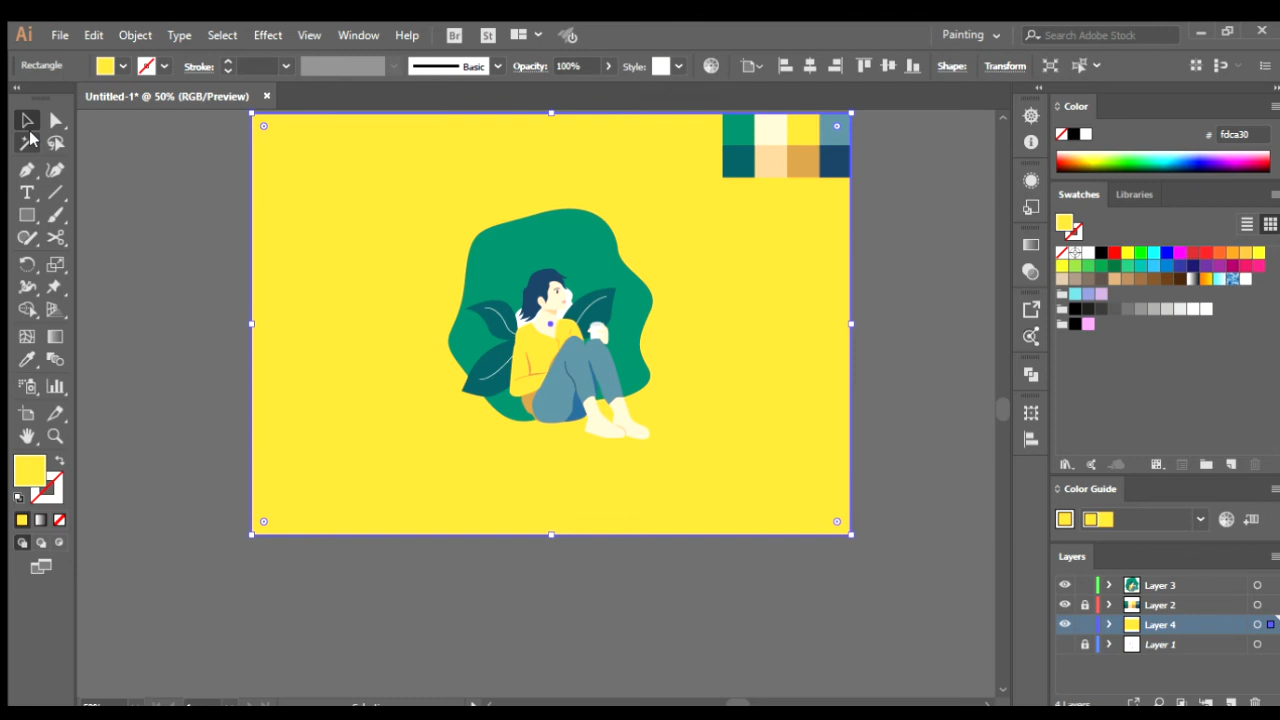 Ai File Edit Object Type Select Effect View Window Help Br St Painting Search Adobe Stock
Rectangle Stroke: Basic Opacity: 100% Style: Shape: Transform
Untitled-1* @ 50% (RGB/Preview)
Color
# fdca30
Swatches Libraries
Color Guide
Layers
Layer 3
Layer 2
Layer 4
Layer 1